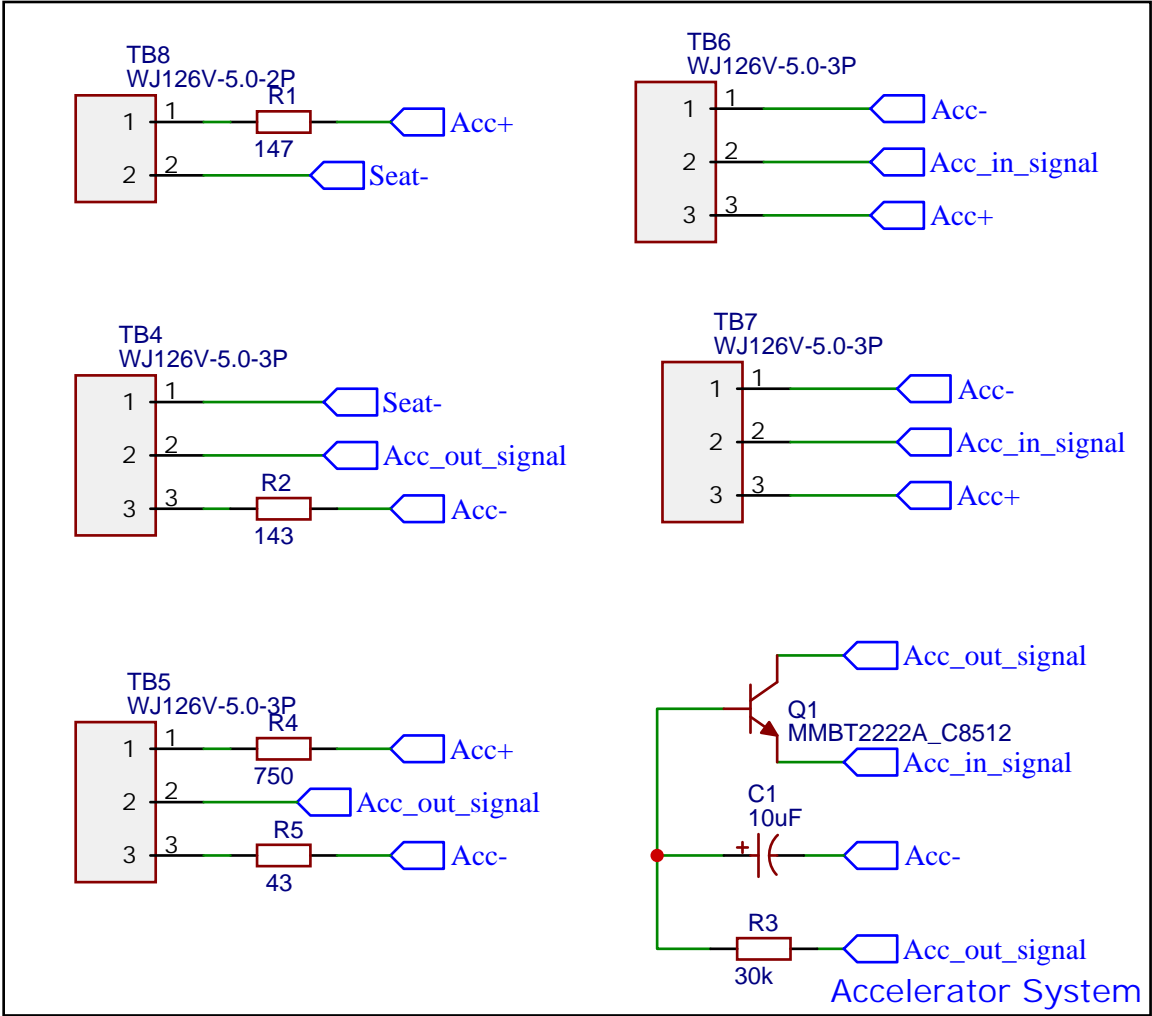 TB8
WJ126V-5.0-2P
1 1 R1 Acc+
147
2 2 Seat-
TB6
WJ126V-5.0-3P
1 1 Acc-
2 2 Acc_in_signal
3 3 Acc+
TB4
WJ126V-5.0-3P
1 1 Seat-
2 2 Acc_out_signal
R2
3 3 Acc-
143
TB7
WJ126V-5.0-3P
1 1 Acc-
2 2 Acc_in_signal
3 3 Acc+
TB5
WJ126V-5.0-3P
R4
1 1 Acc+
750
2 2 Acc_out_signal
R5
3 3 Acc-
43
Acc_out_signal
Q1
MMBT2222A_C8512
Acc_in_signal
C1
10uF
+ Acc-
R3
Acc_out_signal
30k
Accelerator System